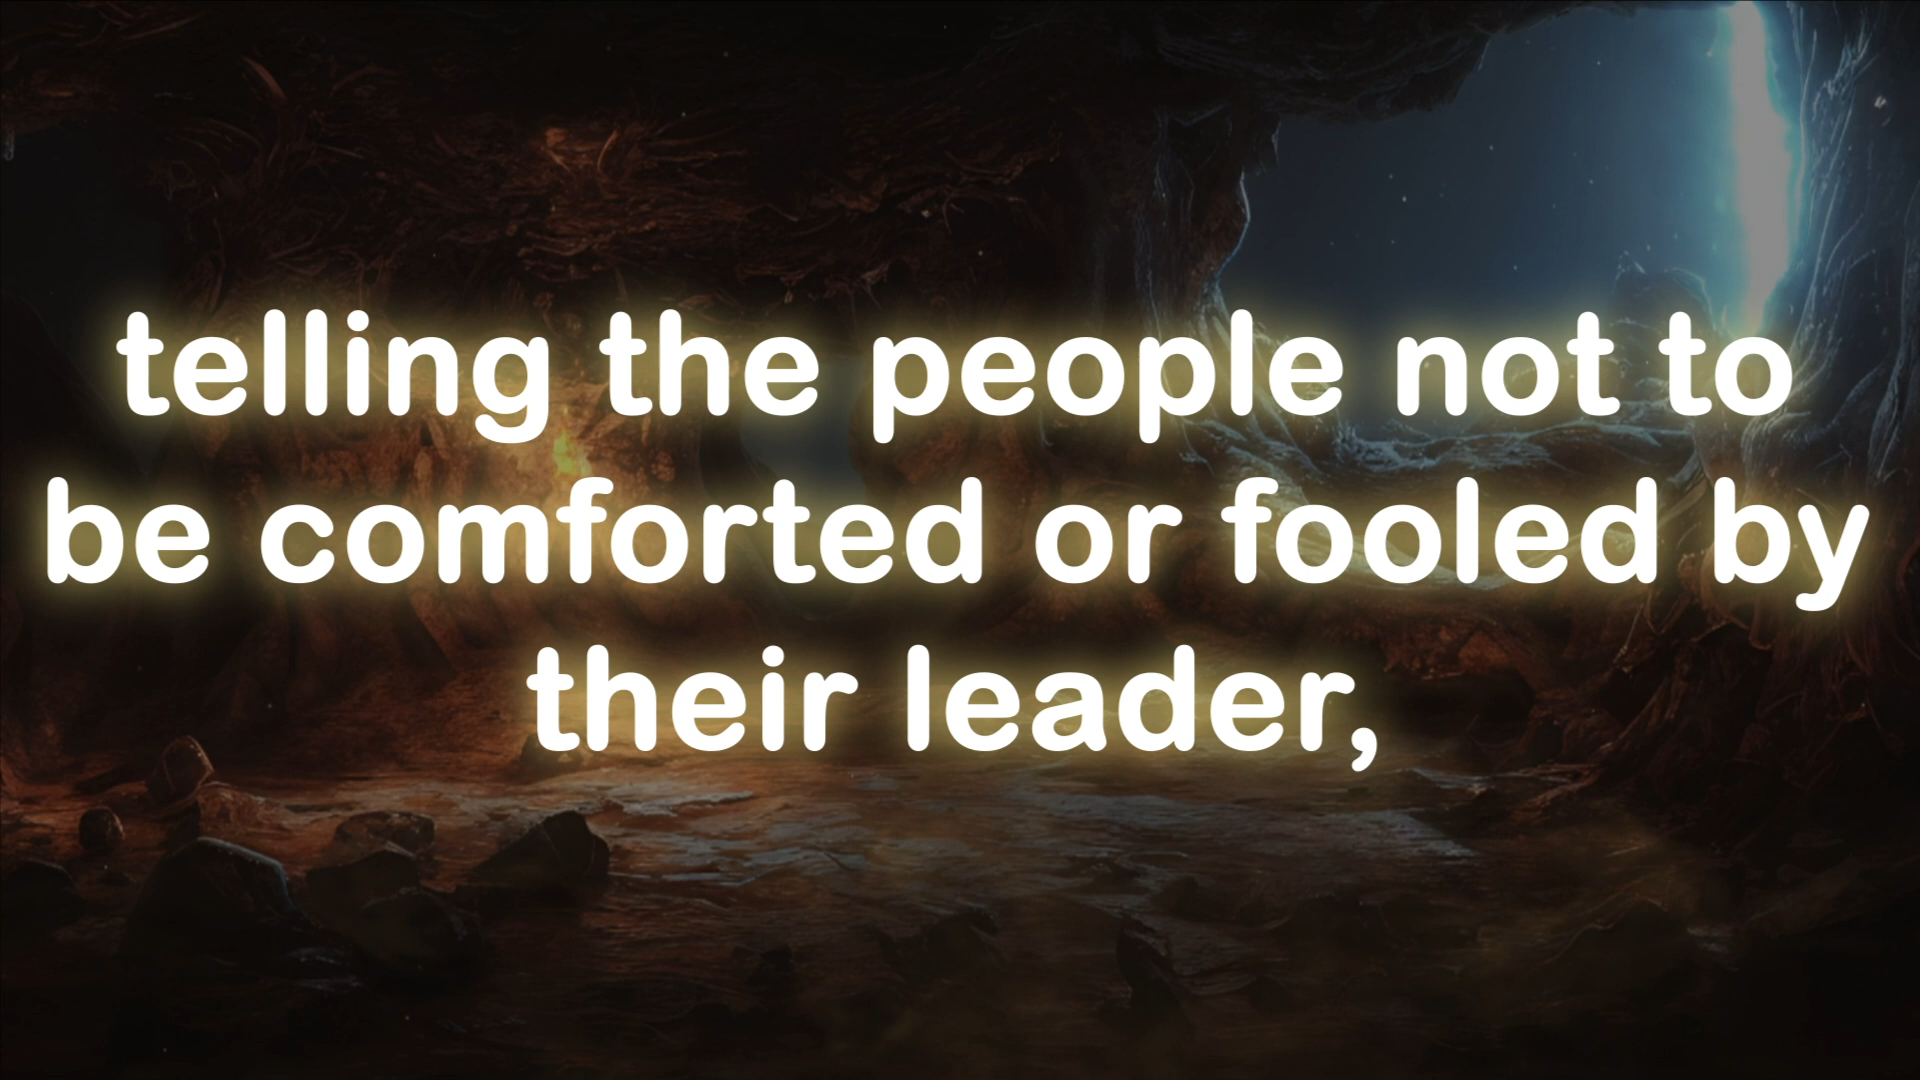 telling the people not to
be comforted or fooled by
their leader,